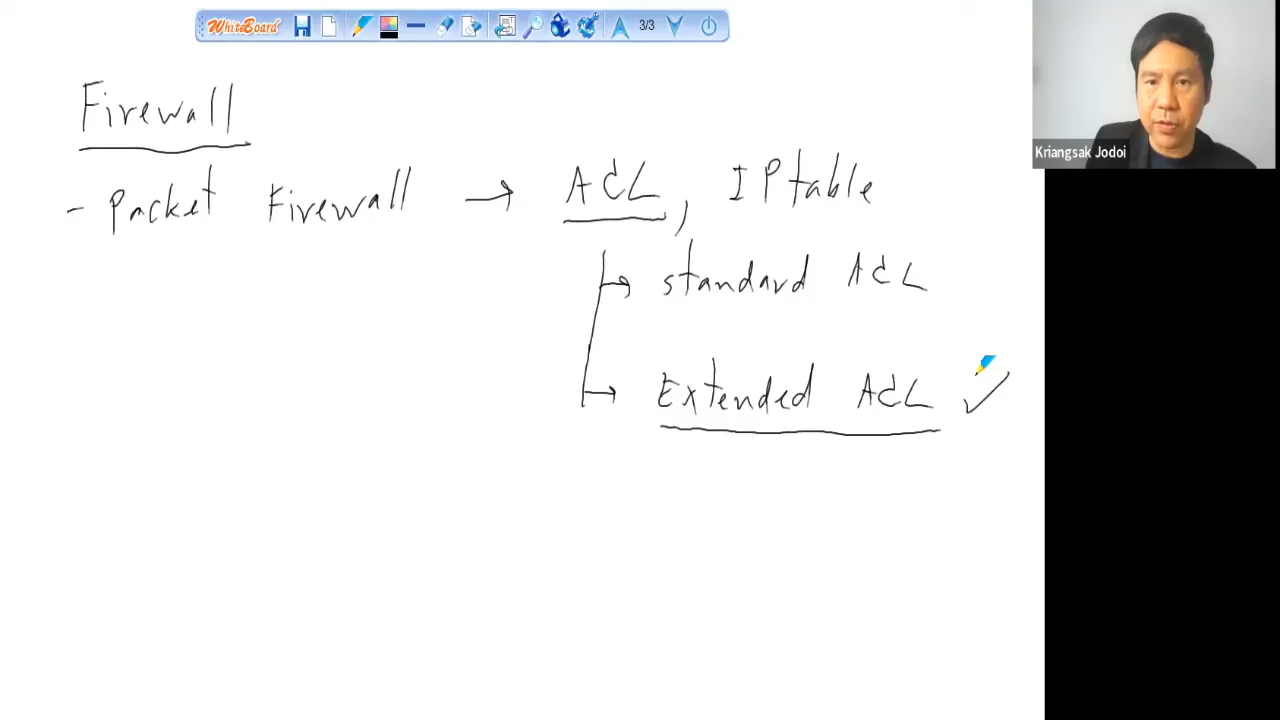 WhiteBoard 3/3
Kriangsak Jodoi
Firewall
- Packet Firewall → ACL, IPtable
→ standard ACL
→ Extended ACL ✓